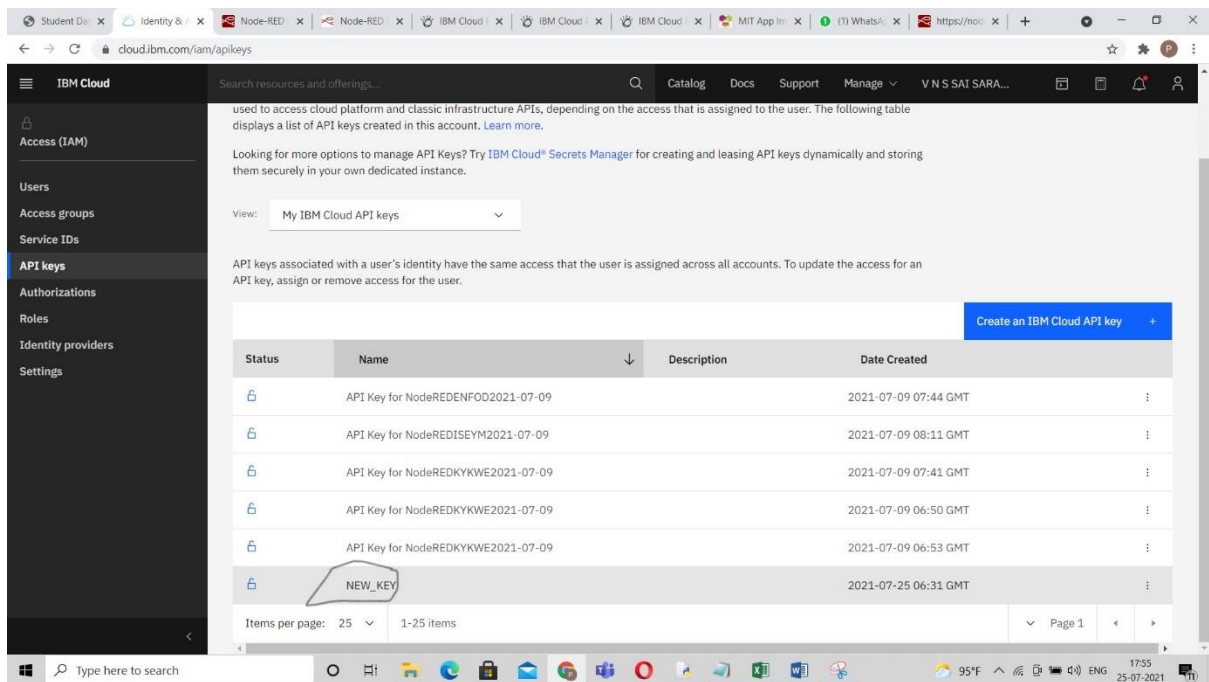 Student Da
Identity & A
Node-RED
Node-RED
IBM Cloud
IBM Cloud
IBM Cloud
MIT App In
(1) WhatsA
https://nod
cloud.ibm.com/iam/apikeys
P
IBM Cloud
Search resources and offerings...
Catalog
Docs
Support
Manage
V N S SAI SARA...
Access (IAM)
Users
Access groups
Service IDs
API keys
Authorizations
Roles
Identity providers
Settings
used to access cloud platform and classic infrastructure APIs, depending on the access that is assigned to the user. The following table
displays a list of API keys created in this account. Learn more.
Looking for more options to manage API Keys? Try IBM Cloud® Secrets Manager for creating and leasing API keys dynamically and storing
them securely in your own dedicated instance.
View: My IBM Cloud API keys
API keys associated with a user's identity have the same access that the user is assigned across all accounts. To update the access for an
API key, assign or remove access for the user.
Create an IBM Cloud API key +
Status Name Description Date Created
API Key for NodeREDENFOD2021-07-09 2021-07-09 07:44 GMT
API Key for NodeREDISEYM2021-07-09 2021-07-09 08:11 GMT
API Key for NodeREDKYKWE2021-07-09 2021-07-09 07:41 GMT
API Key for NodeREDKYKWE2021-07-09 2021-07-09 06:50 GMT
API Key for NodeREDKYKWE2021-07-09 2021-07-09 06:53 GMT
NEW_KEY 2021-07-25 06:31 GMT
Items per page: 25 1-25 items Page 1
Type here to search
95°F
ENG
17:55
25-07-2021